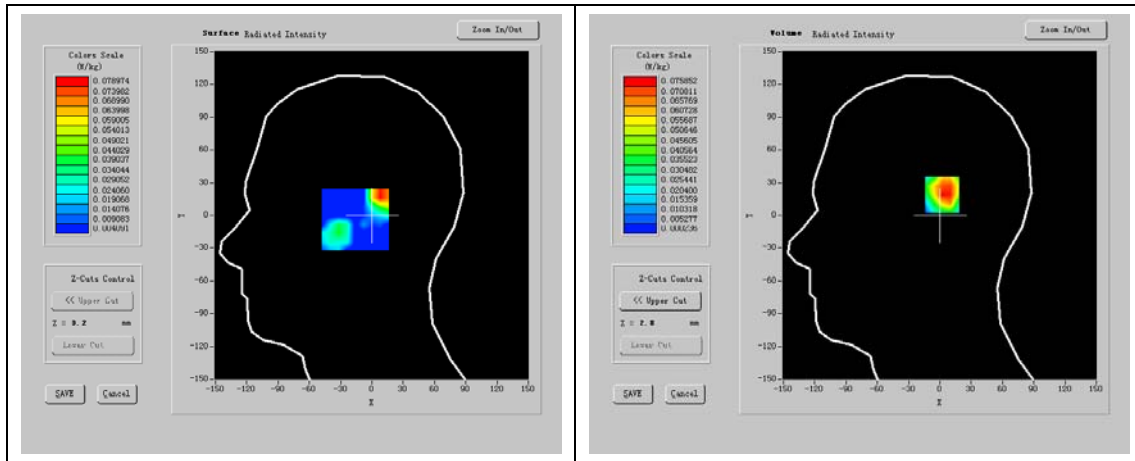 Surface Radiated Intensity
Zoom In/Out
Colors Scale
(W/kg)
0.078974
0.073982
0.068990
0.063998
0.059005
0.054013
0.049021
0.044029
0.039037
0.034044
0.029052
0.024060
0.019068
0.014076
0.009083
0.004091
150
90
60
30
0
-30
-60
-90
-120
-150
-150
-120
-90
-60
-30
0
30
60
90
120
150
X
Y
Z-Cuts Control
<< Upper Cut
Z =
mm
Lower Cut
SAVE
Cancel
Volume Radiated Intensity
Zoom In/Out
Colors Scale
(W/kg)
0.075852
0.070811
0.065769
0.060728
0.055687
0.050646
0.045605
0.040564
0.035523
0.030482
0.025441
0.020400
0.015359
0.010318
0.005277
0.000236
150
120
90
60
30
0
-30
-60
-90
-120
-150
-150
-120
-90
-60
-30
0
30
60
90
120
150
X
Y
Z-Cuts Control
<< Upper Cut
Z =
mm
Lower Cut
SAVE
Cancel